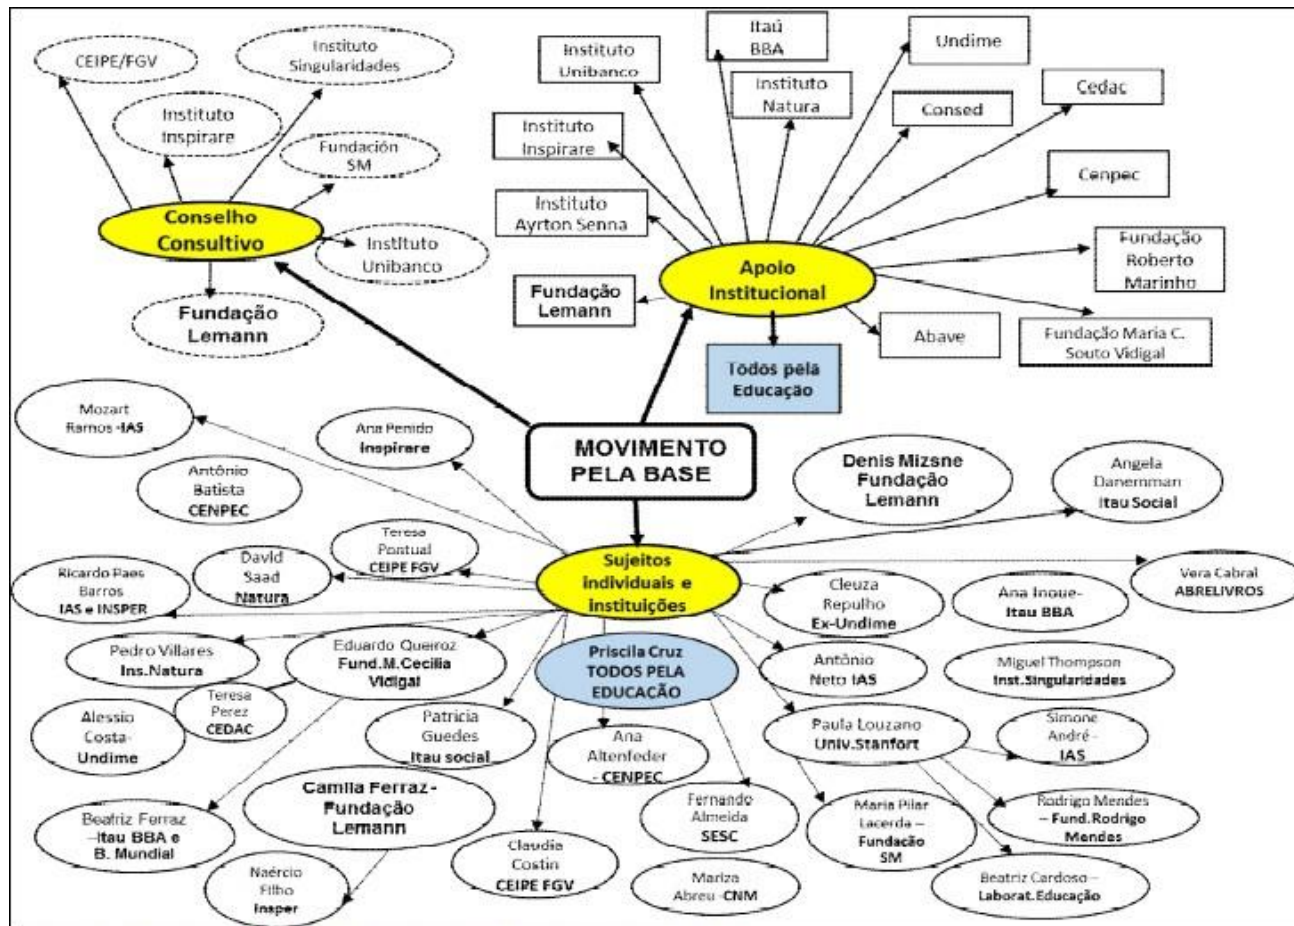 CEIPE/FGV
Instituto
Singularidades
Instituto
Inspirare
Fundación
SM
Conselho
Consultivo
Instituto
Unibanco
Fundação
Lemann
Itaú
BBA
Undime
Instituto
Unibanco
Instituto
Natura
Cedac
Consed
Instituto
Inspirare
Cenpec
Instituto
Ayrton Senna
Apoio
Institucional
Fundação
Roberto
Marinho
Fundação
Lemann
Abave
Fundação Maria C.
Souto Vidigal
Todos pela
Educação
MOVIMENTO
PELA BASE
Mozart
Ramos -IAS
Ana Penido
Inspirare
Antônio
Batista
CENPEC
Denis Mizsne
Fundação
Lemann
Angela
Danemman
Itau Social
Teresa
Pontual
CEIPE FGV
David
Saad
Natura
Ricardo Paes
Barros
IAS e INSPER
Sujeitos
individuais e
instituições
Cleuza
Repulho
Ex-Undime
Ana Inoue-
Itau BBA
Vera Cabral
ABRELIVROS
Pedro Villares
Ins.Natura
Eduardo Queiroz
Fund.M.Cecilia
Vidigal
Priscila Cruz
TODOS PELA
EDUCACÃO
Antônio
Neto IAS
Miguel Thompson
Inst.Singularidades
Teresa
Perez
CEDAC
Alessio
Costa-
Undime
Patricia
Guedes
Itau social
Ana
Altenfeder
- CENPEC
Paula Louzano
Univ.Stanfort
Simone
André -
IAS
Camila Ferraz-
Fundação
Lemann
Beatriz Ferraz
–Itau BBA e
B. Mundial
Fernando
Almeida
SESC
Maria Pilar
Lacerda –
Fundação
SM
Rodrigo Mendes
– Fund.Rodrigo
Mendes
Naércio
Filho
Insper
Claudia
Costin
CEIPE FGV
Mariza
Abreu -CNM
Beatriz Cardoso –
Laborat.Educação